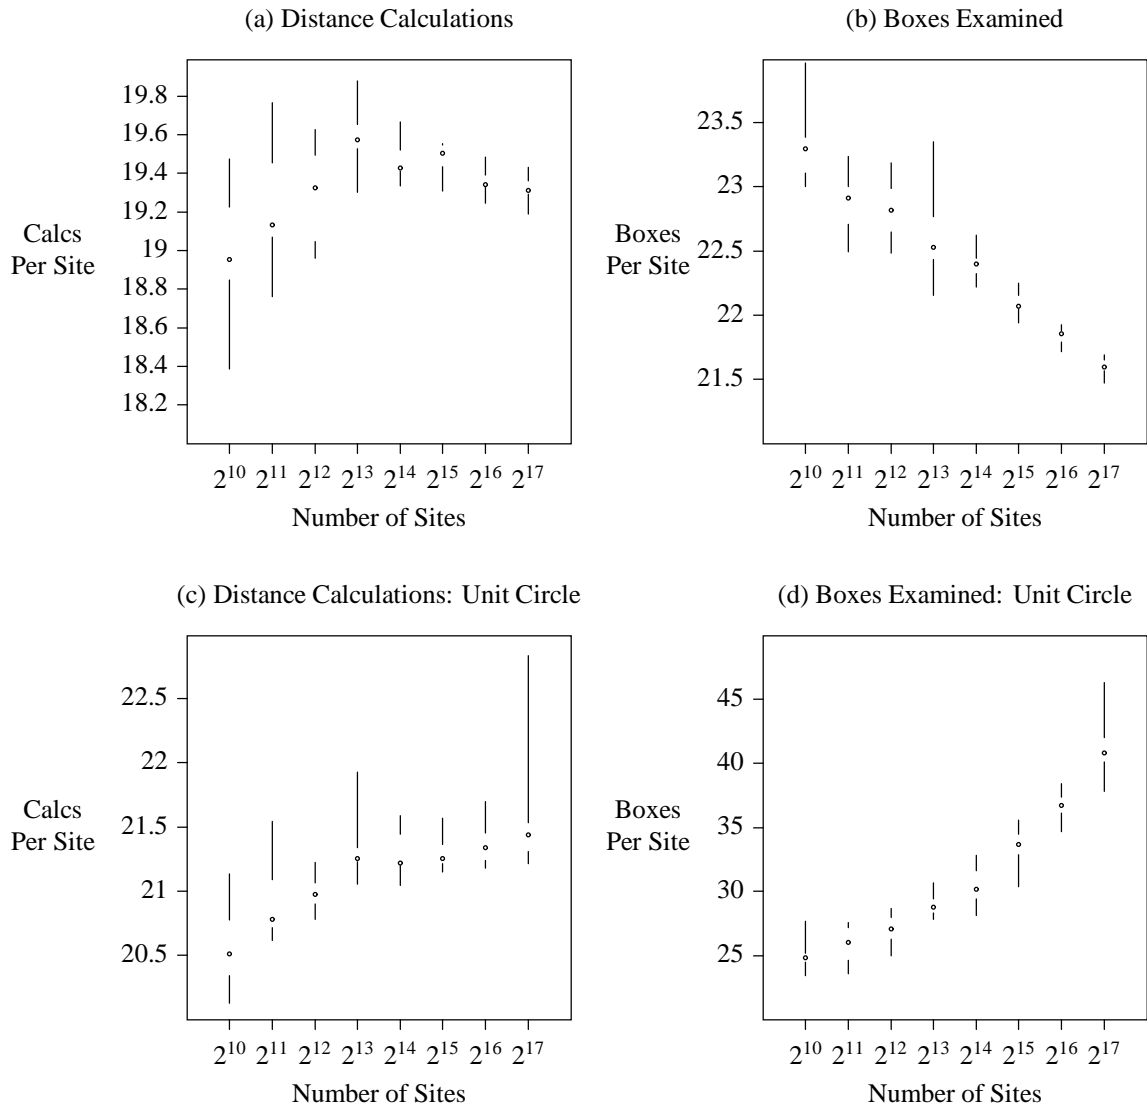 (a) Distance Calculations
19.8
19.6
19.4
19.2
19
18.8
18.6
18.4
18.2
Calcs
Per Site
2^10 2^11 2^12 2^13 2^14 2^15 2^16 2^17
Number of Sites
(b) Boxes Examined
23.5
23
22.5
22
21.5
Boxes
Per Site
2^10 2^11 2^12 2^13 2^14 2^15 2^16 2^17
Number of Sites
(c) Distance Calculations: Unit Circle
22.5
22
21.5
21
20.5
Calcs
Per Site
2^10 2^11 2^12 2^13 2^14 2^15 2^16 2^17
Number of Sites
(d) Boxes Examined: Unit Circle
45
40
35
30
25
Boxes
Per Site
2^10 2^11 2^12 2^13 2^14 2^15 2^16 2^17
Number of Sites